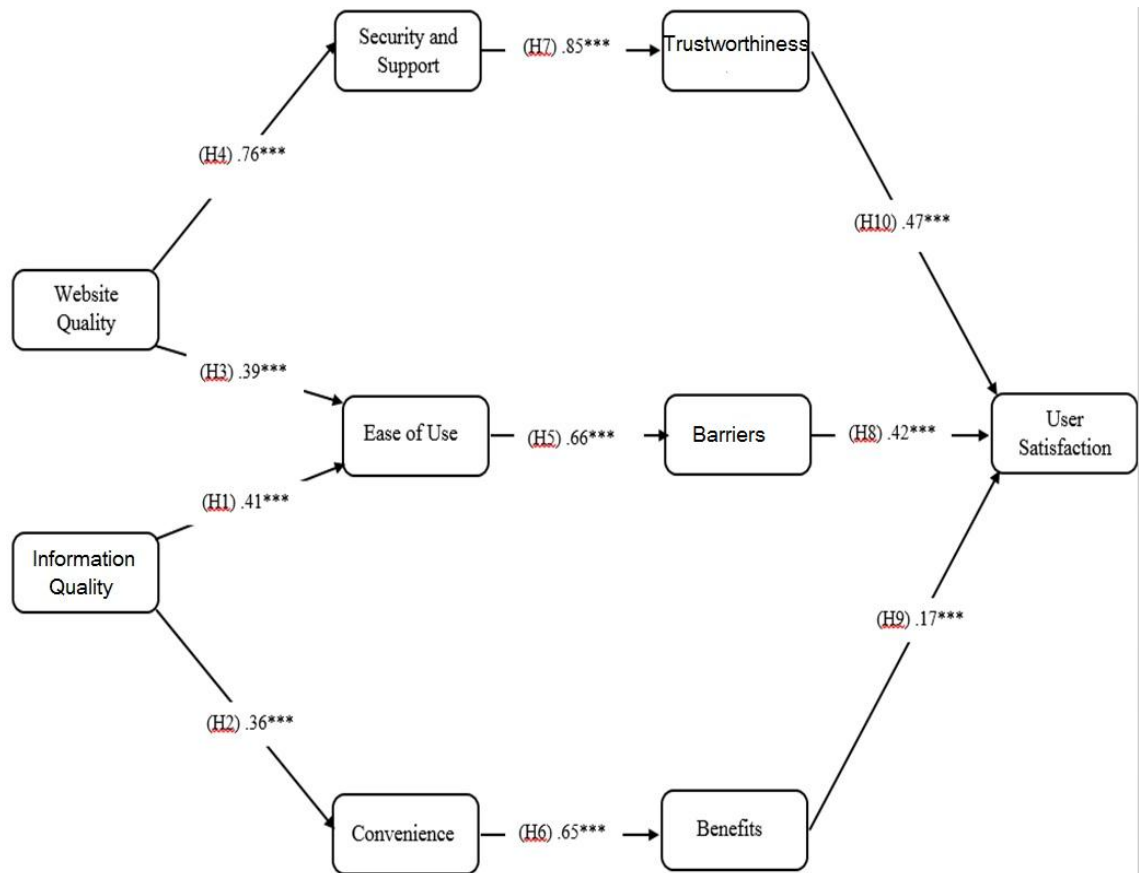 Security and
Support
(H7) .85***
Trustworthiness
(H4) .76***
(H10) .47***
Website
Quality
(H3) .39***
Ease of Use
(H5) .66***
Barriers
(H8) .42***
User
Satisfaction
(H1) .41***
Information
Quality
(H9) .17***
(H2) .36***
Convenience
(H6) .65***
Benefits